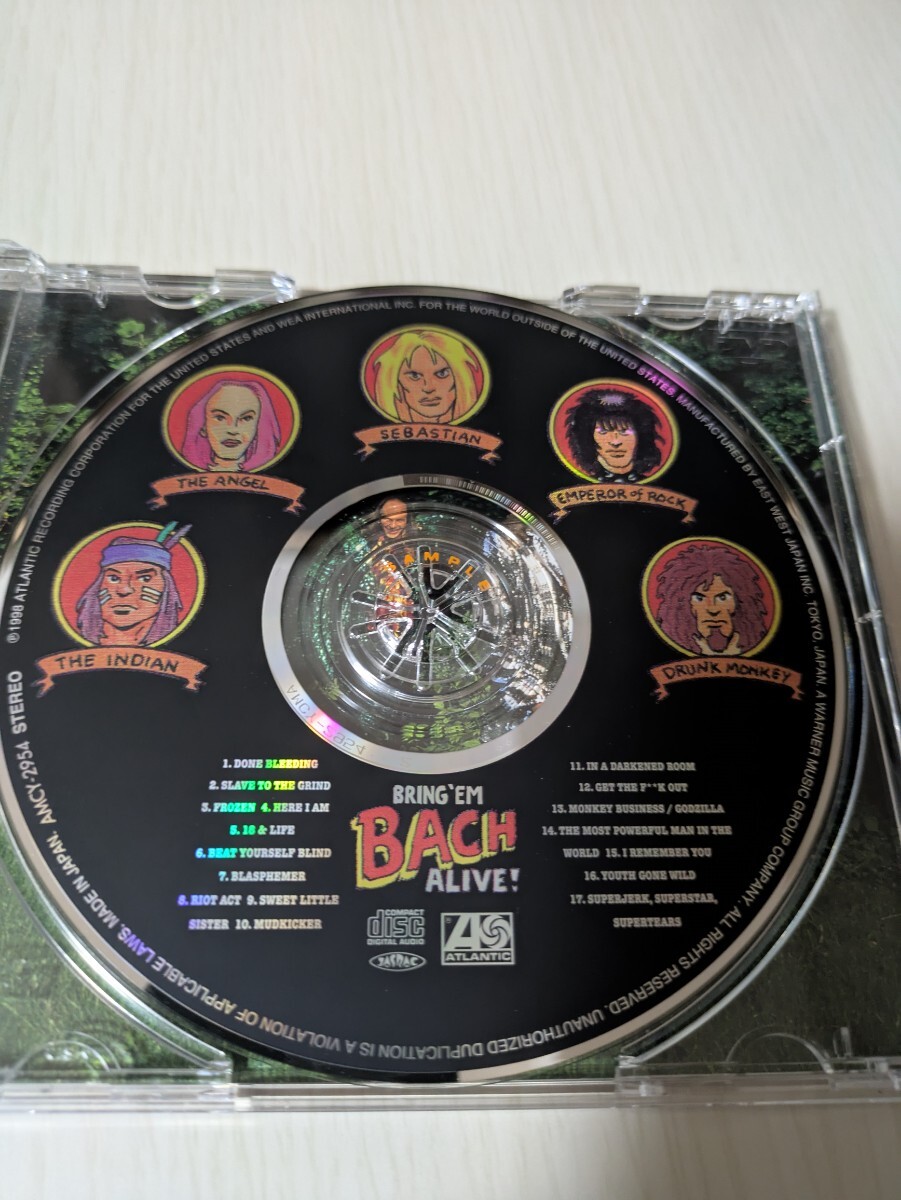 ℗1998 ATLANTIC RECORDING CORPORATION FOR THE UNITED STATES AND WEA INTERNATIONAL INC. FOR THE WORLD OUTSIDE OF THE UNITED STATES. MANUFACTURED BY EAST WEST JAPAN INC. TOKYO, JAPAN. A WARNER MUSIC GROUP COMPANY. ALL RIGHTS RESERVED. UNAUTHORIZED DUPLICATION IS A VIOLATION OF APPLICABLE LAWS. MADE IN JAPAN. AMCY-2954 STEREO
SEBASTIAN
THE ANGEL
EMPEROR of ROCK
THE INDIAN
DRUNK MONKEY
SAMPLE
AMCY-2954
1. DONE BLEEDING
2. SLAVE TO THE GRIND
3. FROZEN 4. HERE I AM
5. 18 & LIFE
6. BEAT YOURSELF BLIND
7. BLASPHEMER
8. RIOT ACT 9. SWEET LITTLE
SISTER 10. MUDKICKER
BRING 'EM
BACH
ALIVE!
COMPACT
disc
DIGITAL AUDIO
JASRAC
ATLANTIC
11. IN A DARKENED ROOM
12. GET THE F**K OUT
13. MONKEY BUSINESS / GODZILLA
14. THE MOST POWERFUL MAN IN THE
WORLD 15. I REMEMBER YOU
16. YOUTH GONE WILD
17. SUPERJERK, SUPERSTAR,
SUPERTEARS